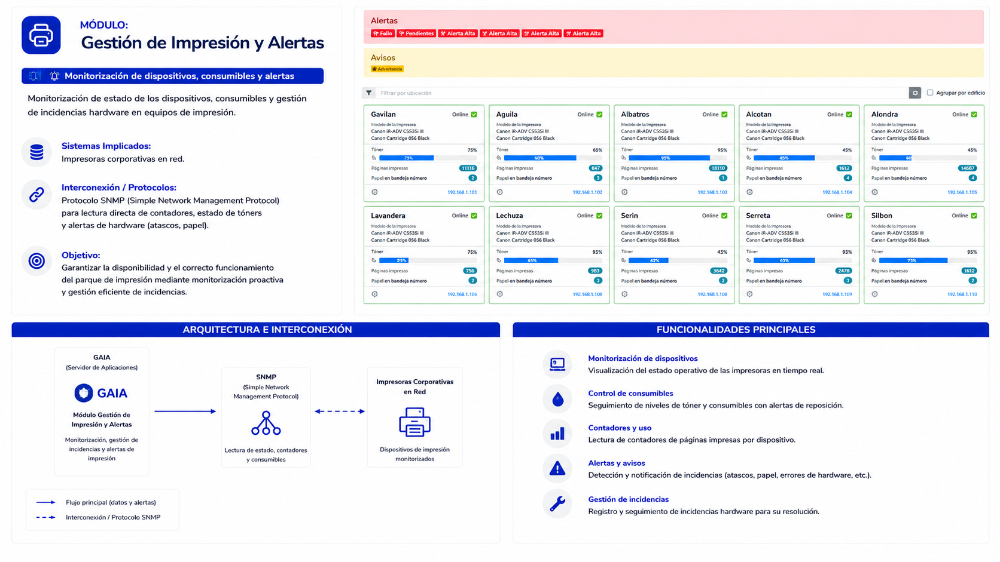 MÓDULO:
Gestión de Impresión y Alertas
Monitorización de dispositivos, consumibles y alertas
Monitorización de estado de los dispositivos, consumibles y gestión
de incidencias hardware en equipos de impresión.
Sistemas Implicados:
Impresoras corporativas en red.
Interconexión / Protocolos:
Protocolo SNMP (Simple Network Management Protocol)
para lectura directa de contadores, estado de tóners
y alertas de hardware (atascos, papel).
Objetivo:
Garantizar la disponibilidad y el correcto funcionamiento
del parque de impresión mediante monitorización proactiva
y gestión eficiente de incidencias.
Alertas
Fallo Pendientes Alerta Alta Alerta Alta Alerta Alta Alerta Alta
Avisos
Advertencia
Filtrar por ubicación
Agrupar por edificio
Gavilan Online
Modelo de la Impresora
Canon iR-ADV CS535i III
Canon Cartridge 056 Black
Tóner 75%
73%
Páginas impresas 11116
Papel en bandeja número 2
192.168.1.101
Aguila Online
Modelo de la Impresora
Canon iR-ADV CS535i III
Canon Cartridge 056 Black
Tóner 65%
60%
Páginas impresas 847
Papel en bandeja número 3
192.168.1.102
Albatros Online
Modelo de la Impresora
Canon iR-ADV CS535i III
Canon Cartridge 056 Black
Tóner 95%
95%
Páginas impresas 18110
Papel en bandeja número 1
192.168.1.103
Alcotan Online
Modelo de la Impresora
Canon iR-ADV CS535i III
Canon Cartridge 056 Black
Tóner 45%
45%
Páginas impresas 1612
Papel en bandeja número 4
192.168.1.104
Alondra Online
Modelo de la Impresora
Canon iR-ADV CS535i III
Canon Cartridge 056 Black
Tóner 45%
Páginas impresas 14687
Papel en bandeja número 4
192.168.1.105
Lavandera Online
Modelo de la Impresora
Canon iR-ADV CS535i III
Canon Cartridge 056 Black
Tóner 75%
25%
Páginas impresas 756
Papel en bandeja número 2
192.168.1.106
Lechuza Online
Modelo de la Impresora
Canon iR-ADV CS535i III
Canon Cartridge 056 Black
Tóner 95%
65%
Páginas impresas 983
Papel en bandeja número 2
192.168.1.108
Serin Online
Modelo de la Impresora
Canon iR-ADV CS535i III
Canon Cartridge 056 Black
Tóner 45%
42%
Páginas impresas 3642
Papel en bandeja número 2
192.168.1.108
Serreta Online
Modelo de la Impresora
Canon iR-ADV CS535i III
Canon Cartridge 056 Black
Tóner 95%
63%
Páginas impresas 2478
Papel en bandeja número 3
192.168.1.109
Silbon Online
Modelo de la Impresora
Canon iR-ADV CS535i III
Canon Cartridge 056 Black
Tóner 95%
73%
Páginas impresas 1612
Papel en bandeja número 2
192.168.1.110
ARQUITECTURA E INTERCONEXIÓN
GAIA
(Servidor de Aplicaciones)
GAIA
Módulo Gestión de
Impresión y Alertas
Monitorización, gestión de
incidencias y alertas de
impresión
SNMP
(Simple Network
Management Protocol)
Lectura de estado, contadores
y consumibles
Impresoras Corporativas
en Red
Dispositivos de impresión
monitorizados
Flujo principal (datos y alertas)
Interconexión / Protocolo SNMP
FUNCIONALIDADES PRINCIPALES
Monitorización de dispositivos
Visualización del estado operativo de las impresoras en tiempo real.
Control de consumibles
Seguimiento de niveles de tóner y consumibles con alertas de reposición.
Contadores y uso
Lectura de contadores de páginas impresas por dispositivo.
Alertas y avisos
Detección y notificación de incidencias (atascos, papel, errores de hardware, etc.).
Gestión de incidencias
Registro y seguimiento de incidencias hardware para su resolución.